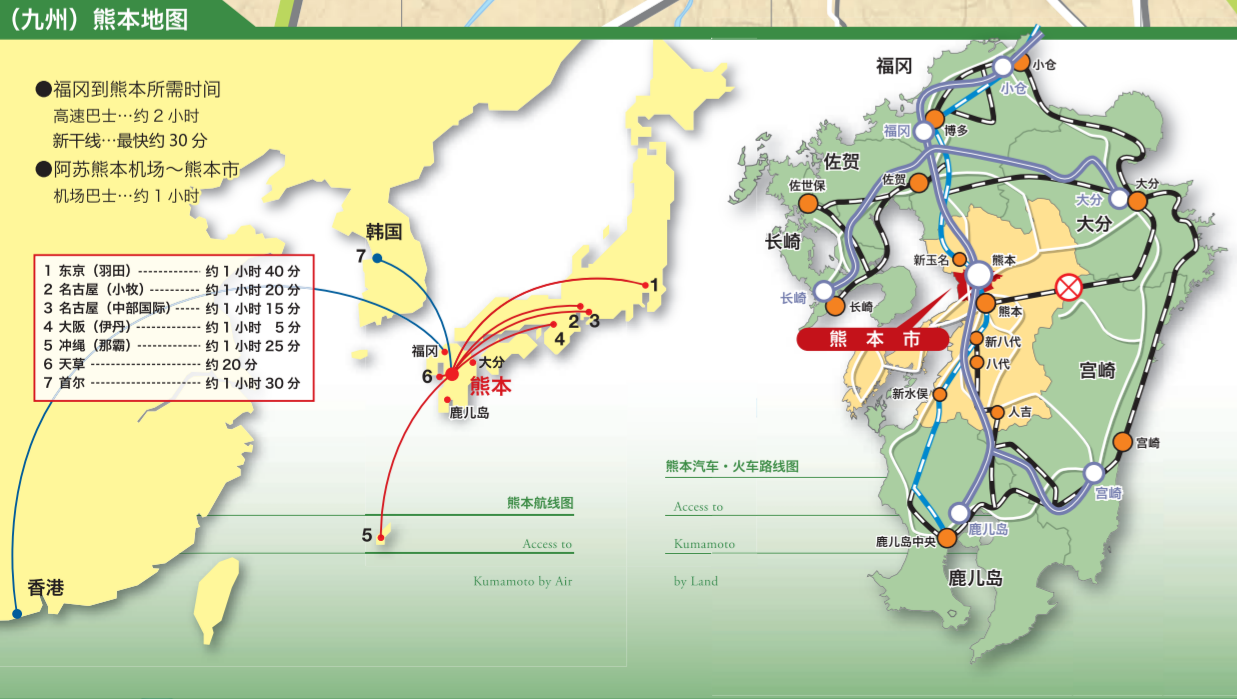 （九州）熊本地图
●福冈到熊本所需时间
高速巴士…约 2 小时
新干线…最快约 30 分
●阿苏熊本机场～熊本市
机场巴士…约 1 小时
1 东京（羽田） ----------- 约 1 小时 40 分
2 名古屋（小牧） --------- 约 1 小时 20 分
3 名古屋（中部国际） ----- 约 1 小时 15 分
4 大阪（伊丹） ----------- 约 1 小时 5 分
5 冲绳（那霸） ----------- 约 1 小时 25 分
6 天草 ------------------- 约 20 分
7 首尔 ------------------- 约 1 小时 30 分
韩国
7
1
2
3
4
福冈
大分
6
熊本
鹿儿岛
5
香港
熊本航线图
Access to
Kumamoto by Air
熊本汽车・火车路线图
Access to
Kumamoto
by Land
福冈
小仓
小仓
福冈
博多
佐贺
佐贺
佐世保
大分
大分
大分
长崎
新玉名
熊本
长崎
长崎
熊本
熊本市
新八代
八代
宫崎
新水俣
人吉
宫崎
宫崎
鹿儿岛
鹿儿岛中央
鹿儿岛